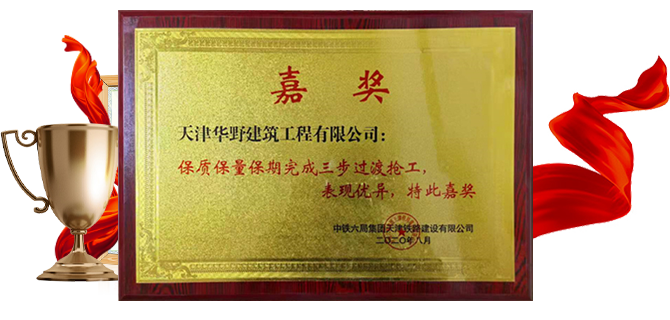 嘉奖
天津华野建筑工程有限公司：
保质保量保期完成三步过渡抢工，
表现优异，特此嘉奖
中铁六局集团天津铁路建设有限公司
二〇二〇年八月